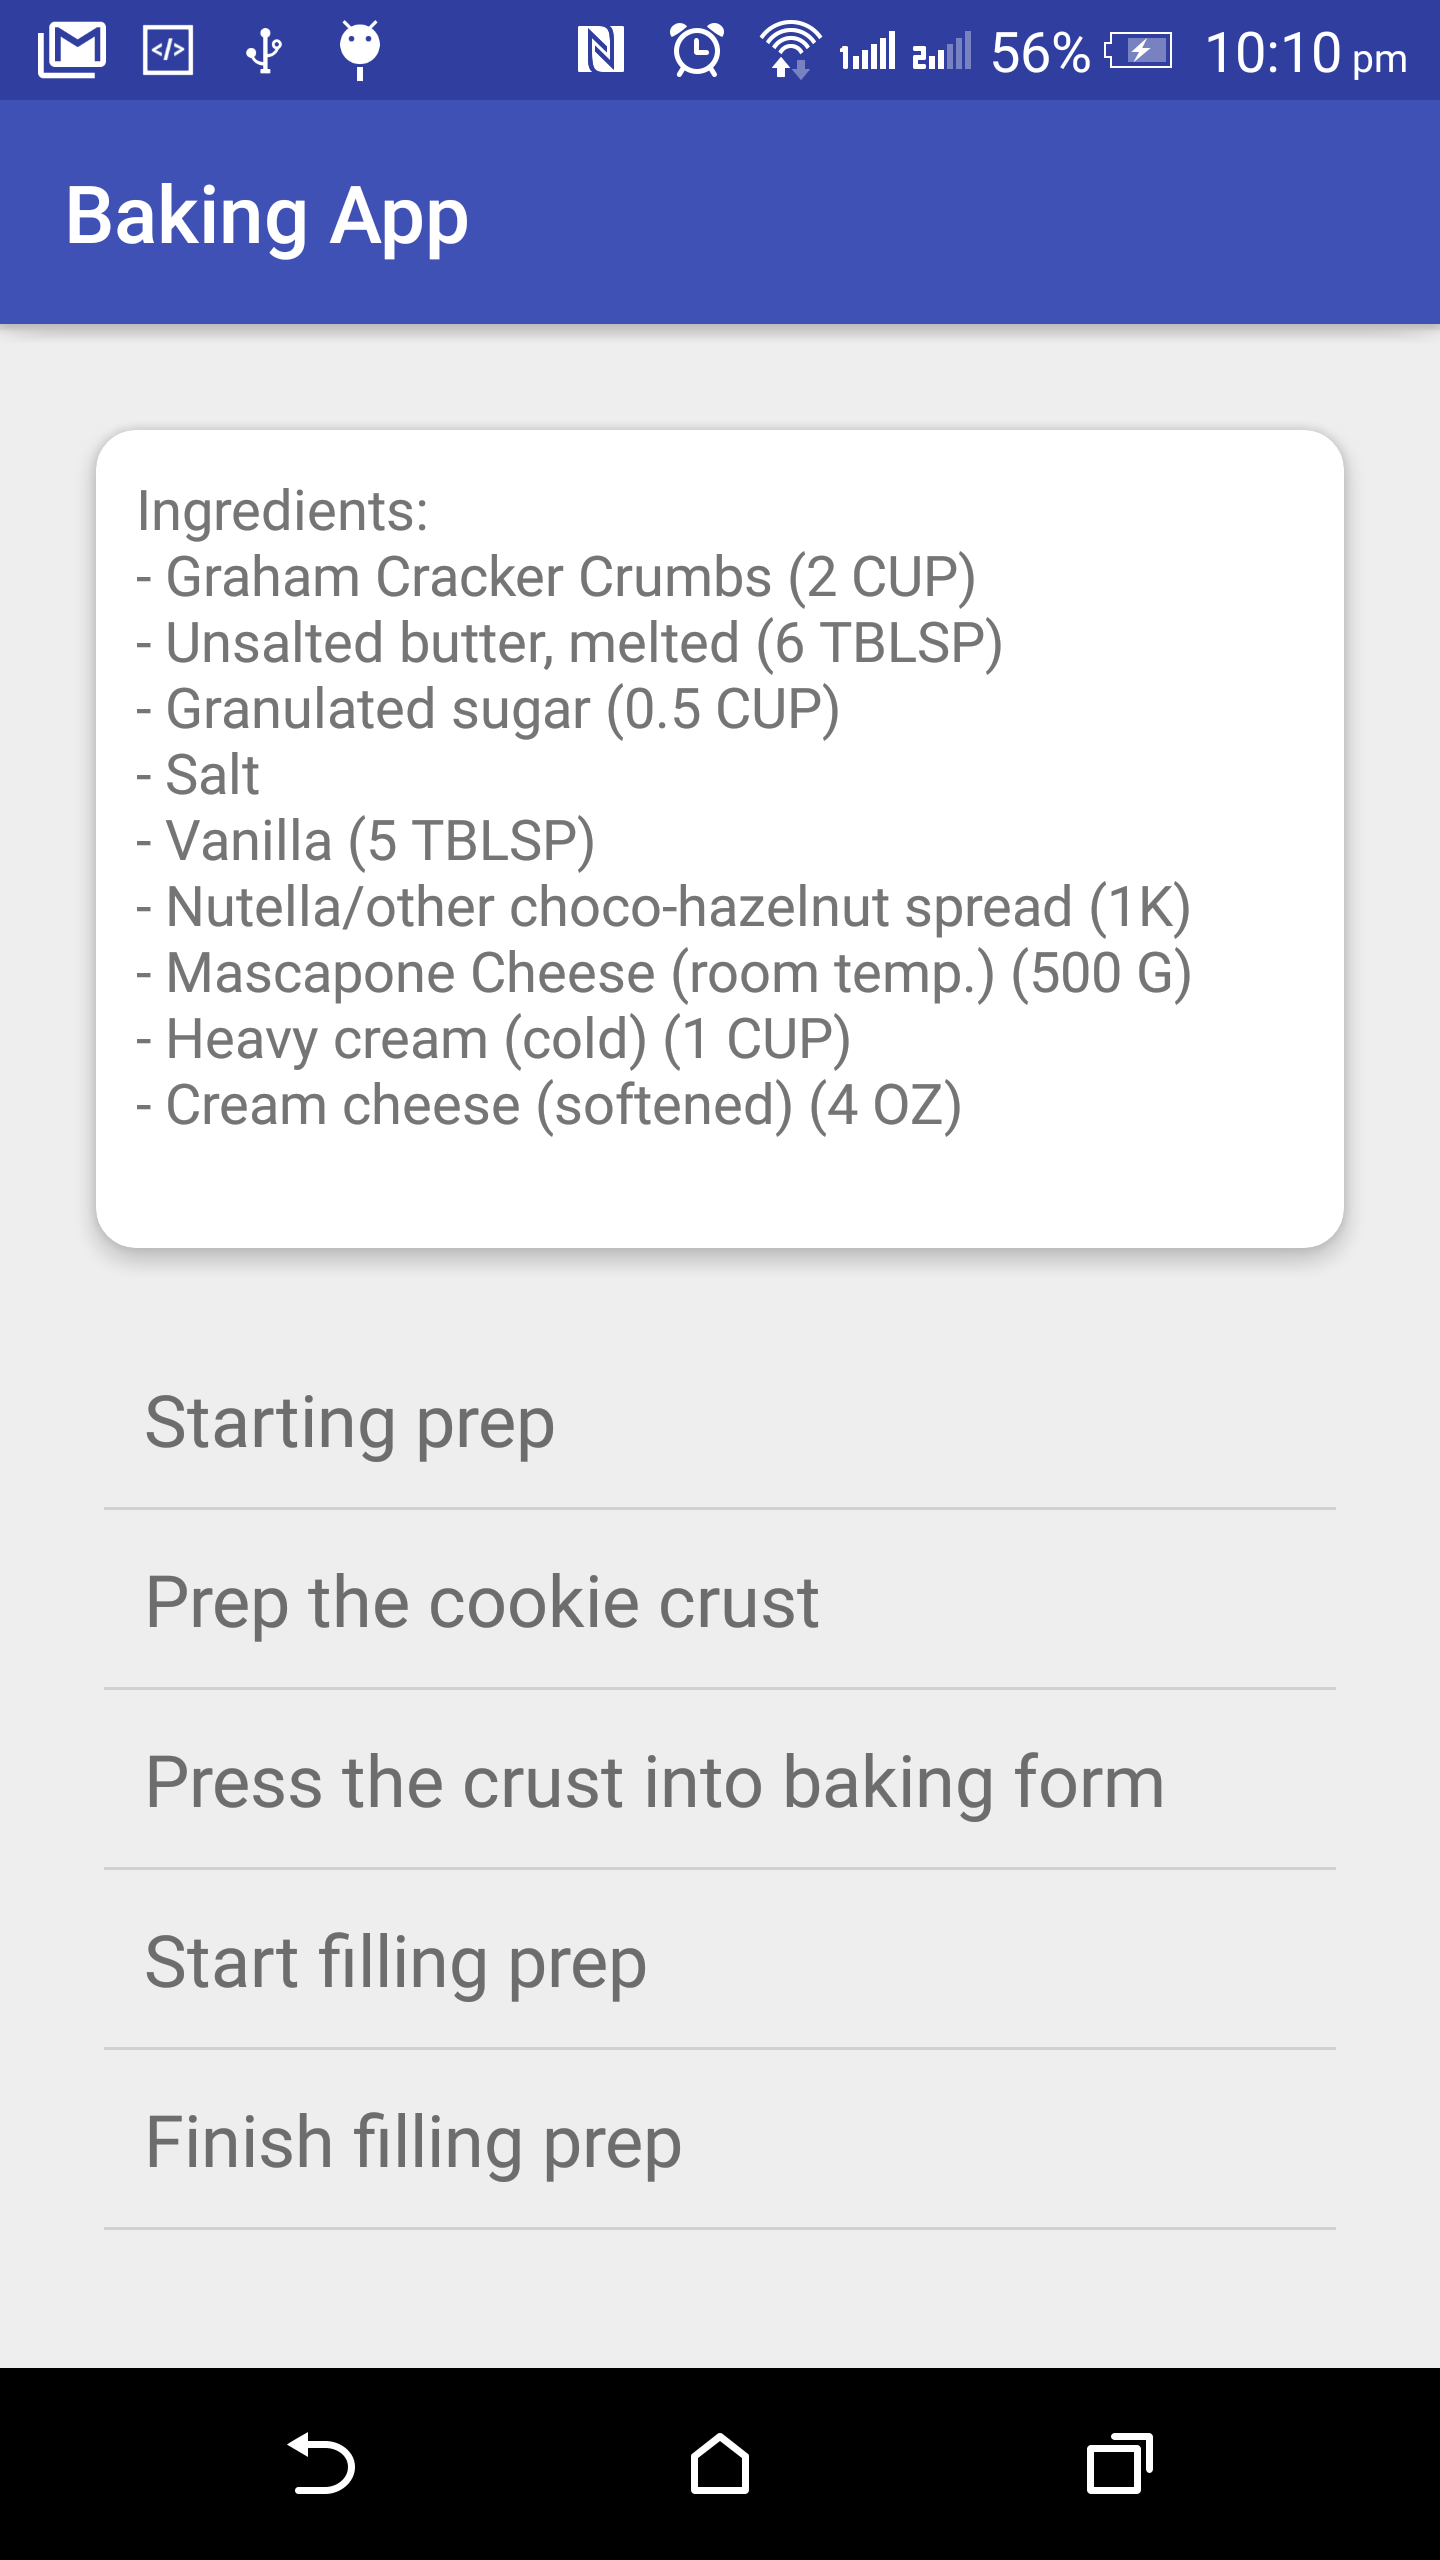 56% 10:10 pm
Baking App
Ingredients:
- Graham Cracker Crumbs (2 CUP)
- Unsalted butter, melted (6 TBLSP)
- Granulated sugar (0.5 CUP)
- Salt
- Vanilla (5 TBLSP)
- Nutella/other choco-hazelnut spread (1K)
- Mascapone Cheese (room temp.) (500 G)
- Heavy cream (cold) (1 CUP)
- Cream cheese (softened) (4 OZ)
Starting prep
Prep the cookie crust
Press the crust into baking form
Start filling prep
Finish filling prep